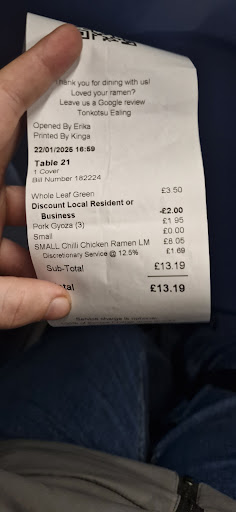 Thank you for dining with us!
Loved your ramen?
Leave us a Google review
Tonkotsu Ealing
Opened By Erika
Printed By Kinga
22/01/2026 16:59
Table 21
1 Cover
Bill Number 182224
Whole Leaf Green £3.50
Discount Local Resident or
Business -£2.00
Pork Gyoza (3) £1.95
Small £0.00
SMALL Chilli Chicken Ramen LM £8.05
Discretionary Service @ 12.5% £1.69
Sub-Total £13.19
tal £13.19